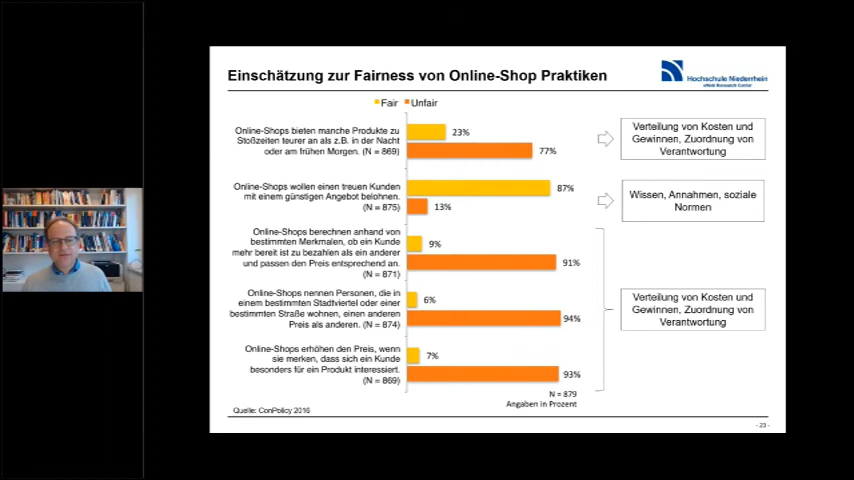 Einschätzung zur Fairness von Online-Shop Praktiken
Hochschule Niederrhein
eWeb Research Center
Fair Unfair
Online-Shops bieten manche Produkte zu
Stoßzeiten teurer an als z.B. in der Nacht
oder am frühen Morgen. (N = 869)
23%
77%
Verteilung von Kosten und
Gewinnen, Zuordnung von
Verantwortung
Online-Shops wollen einen treuen Kunden
mit einem günstigen Angebot belohnen.
(N = 875)
87%
13%
Wissen, Annahmen, soziale
Normen
Online-Shops berechnen anhand von
bestimmten Merkmalen, ob ein Kunde
mehr bereit ist zu bezahlen als ein anderer
und passen den Preis entsprechend an.
(N = 871)
9%
91%
Online-Shops nennen Personen, die in
einem bestimmten Stadtviertel oder einer
bestimmten Straße wohnen, einen anderen
Preis als anderen. (N = 874)
6%
94%
Verteilung von Kosten und
Gewinnen, Zuordnung von
Verantwortung
Online-Shops erhöhen den Preis, wenn
sie merken, dass sich ein Kunde
besonders für ein Produkt interessiert.
(N = 869)
7%
93%
N = 879
Angaben in Prozent
Quelle: ConPolicy 2016
- 23 -